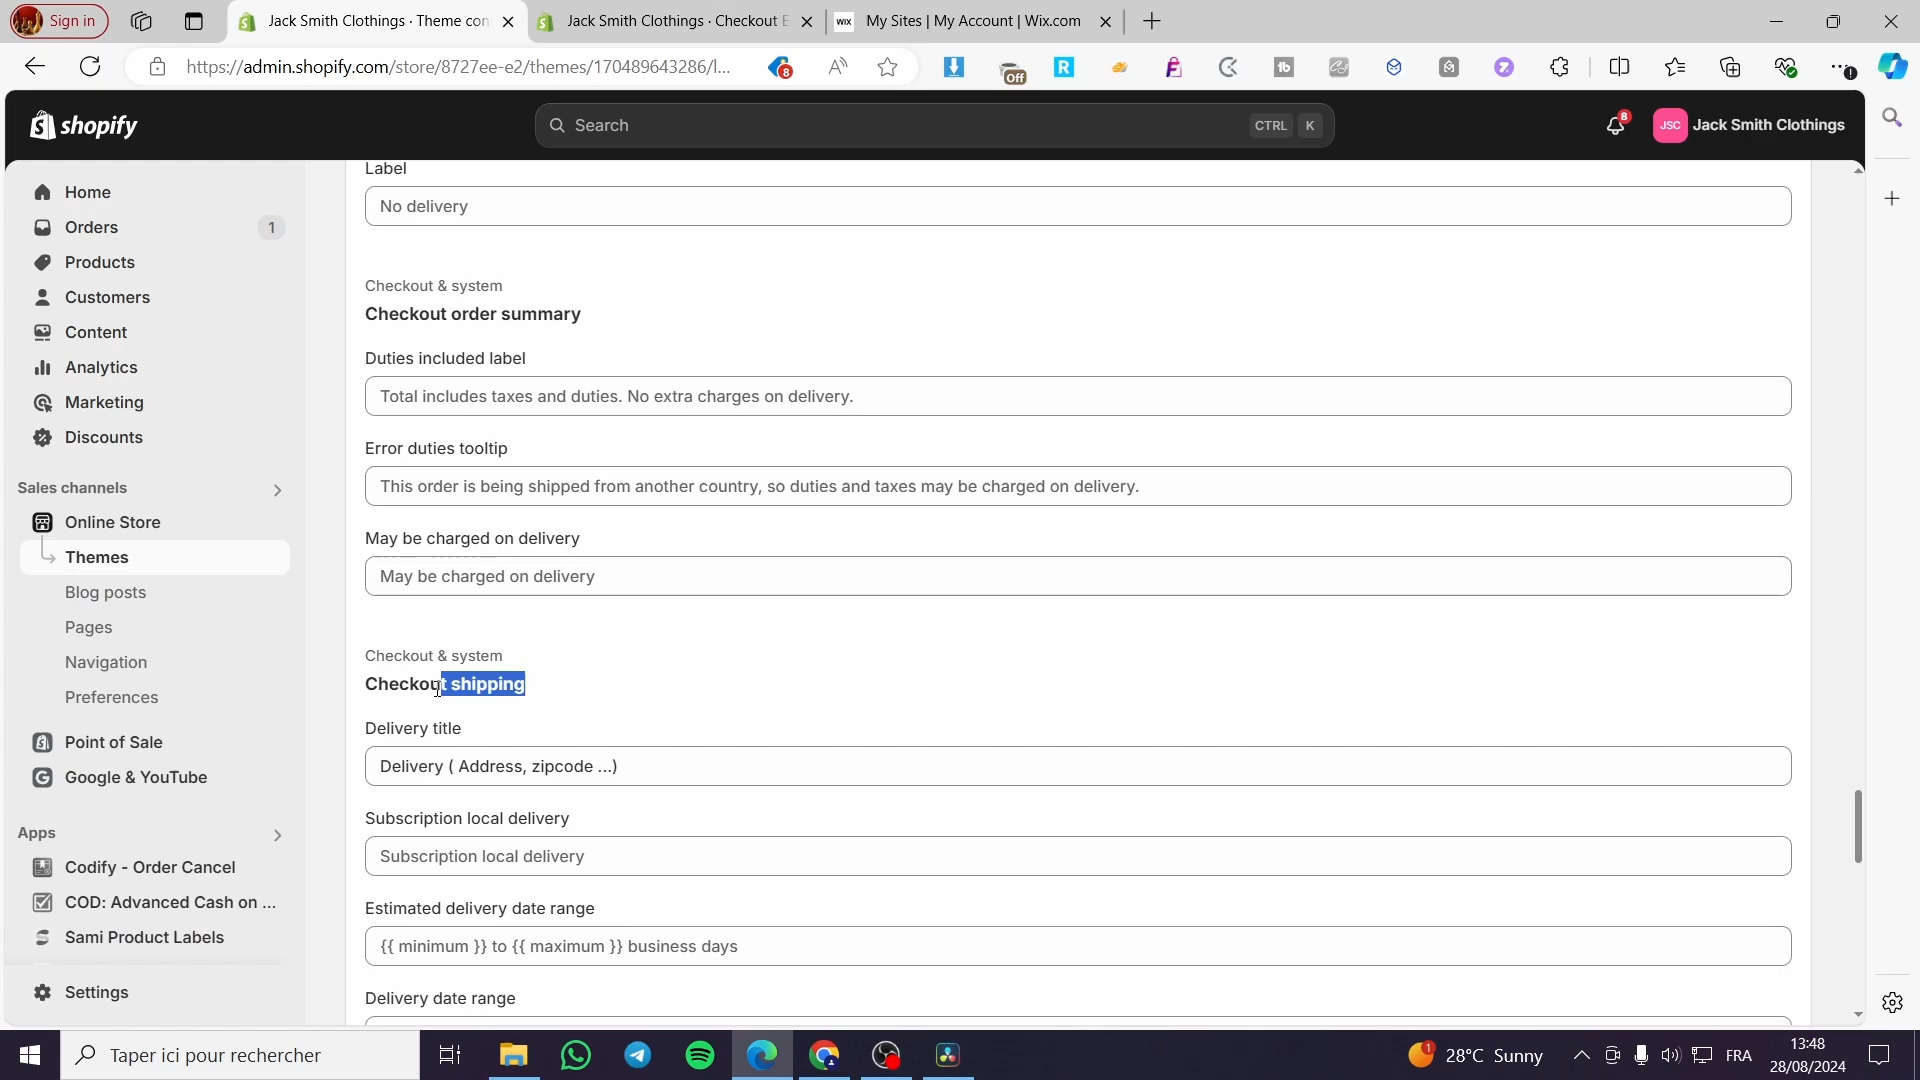 Sign in
Jack Smith Clothings · Theme con
Jack Smith Clothings · Checkout E
WIX
My Sites | My Account | Wix.com
https://admin.shopify.com/store/8727ee-e2/themes/170489643286/l...
8
Off
shopify
Search
CTRL
K
8
JSC
Jack Smith Clothings
Home
Orders
1
Products
Customers
Content
Analytics
Marketing
Discounts
Sales channels
Online Store
Themes
Blog posts
Pages
Navigation
Preferences
Point of Sale
Google & YouTube
Apps
Codify - Order Cancel
COD: Advanced Cash on ...
Sami Product Labels
Settings
Label
No delivery
Checkout & system
Checkout order summary
Duties included label
Total includes taxes and duties. No extra charges on delivery.
Error duties tooltip
This order is being shipped from another country, so duties and taxes may be charged on delivery.
May be charged on delivery
May be charged on delivery
Checkout & system
Checkout shipping
Delivery title
Delivery ( Address, zipcode ...)
Subscription local delivery
Subscription local delivery
Estimated delivery date range
{{ minimum }} to {{ maximum }} business days
Delivery date range
Taper ici pour rechercher
1
28°C Sunny
FRA
13:48
28/08/2024